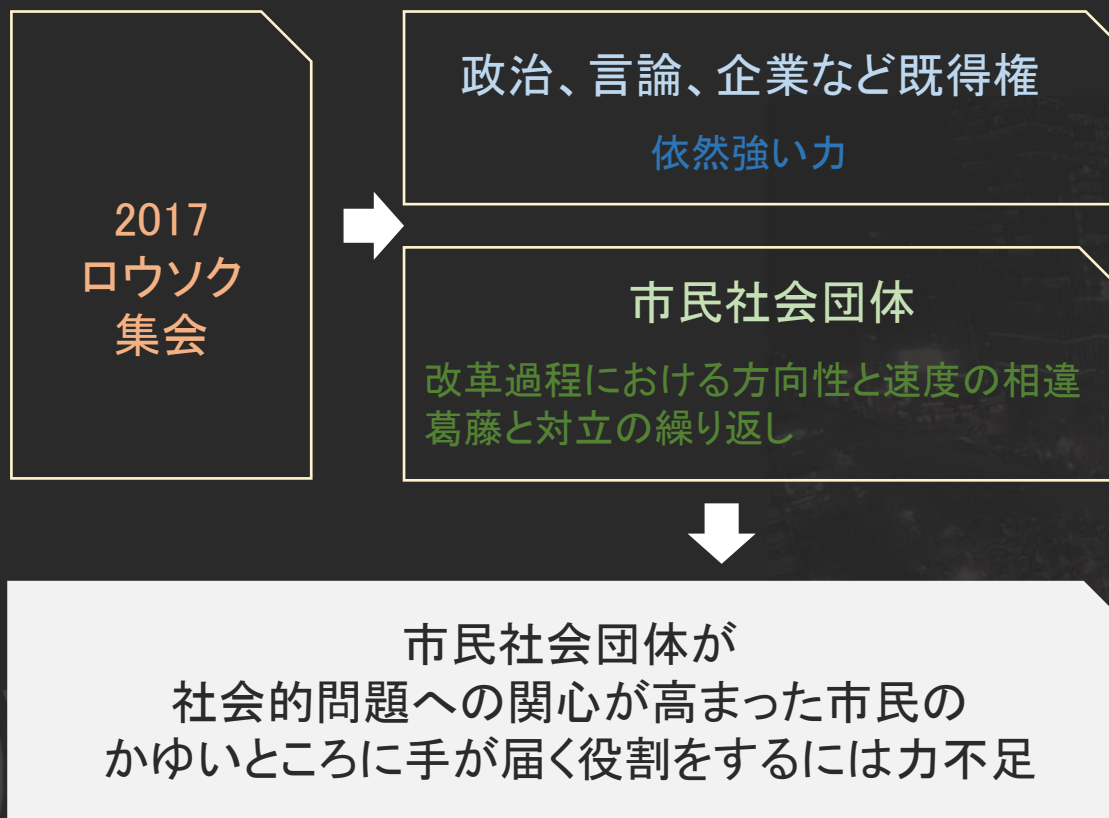 2017
ロウソク
集会
政治、言論、企業など既得権
依然強い力
市民社会団体
改革過程における方向性と速度の相違
葛藤と対立の繰り返し
市民社会団体が
社会的問題への関心が高まった市民の
かゆいところに手が届く役割をするには力不足